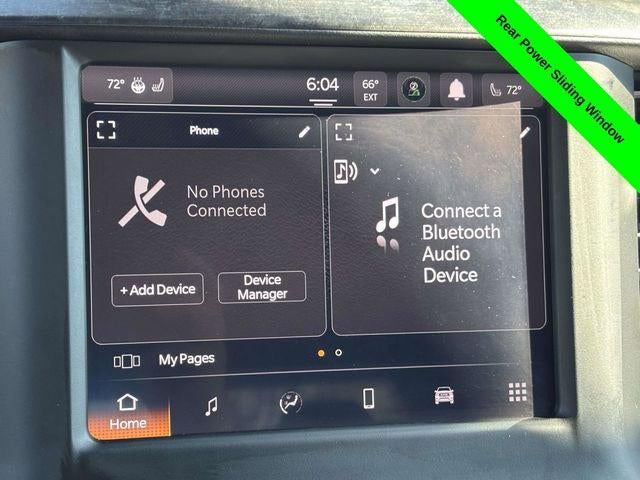 72°
6:04
66°
EXT
72°
Phone
No Phones
Connected
+ Add Device
Device
Manager
Connect a
Bluetooth
Audio
Device
My Pages
Home
Rear Power Sliding Window